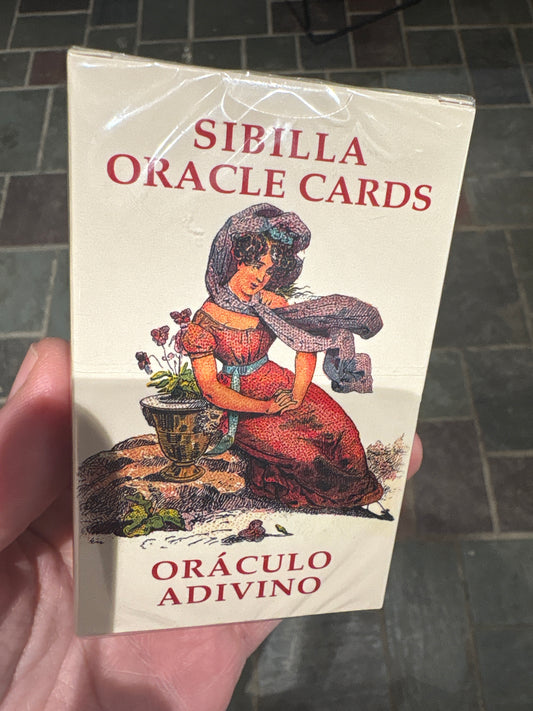 SIBILLA
ORACLE CARDS
ORÁCULO
ADIVINO